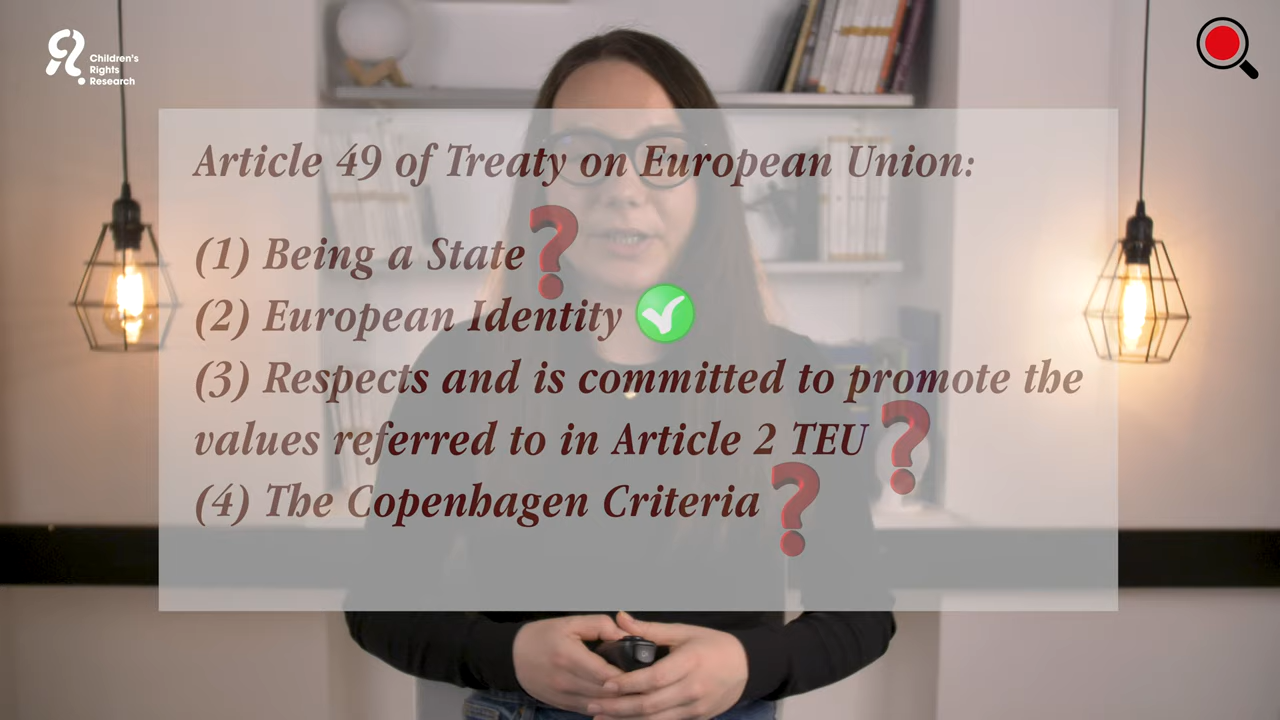 Children's
Rights
Research
Article 49 of Treaty on European Union:
(1) Being a State❓
(2) European Identity ✅
(3) Respects and is committed to promote the
values referred to in Article 2 TEU ❓
(4) The Copenhagen Criteria❓